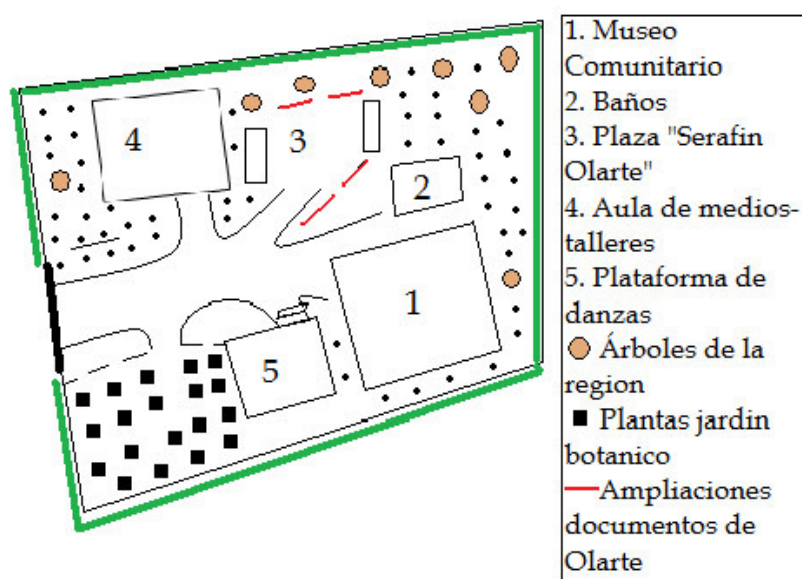 4
3
2
1
5
1. Museo
Comunitario
2. Baños
3. Plaza "Serafin
Olarte"
4. Aula de medios-
talleres
5. Plataforma de
danzas
Árboles de la
region
Plantas jardin
botanico
Ampliaciones
documentos de
Olarte